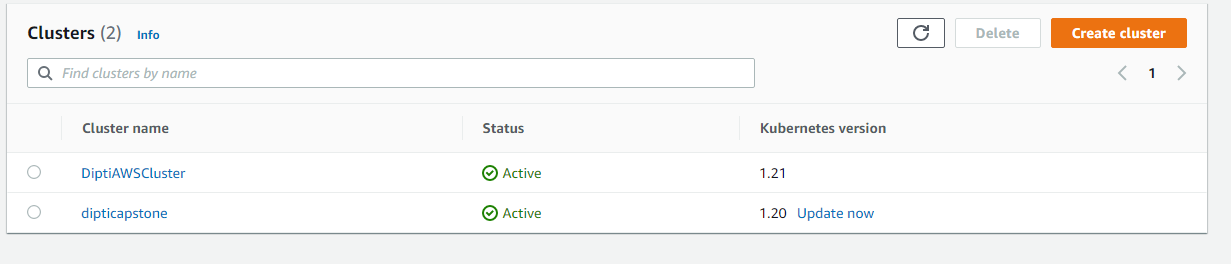 Clusters (2) Info Delete Create cluster
Find clusters by name 1
Cluster name Status Kubernetes version
DiptiAWSCluster Active 1.21
dipticapstone Active 1.20 Update now